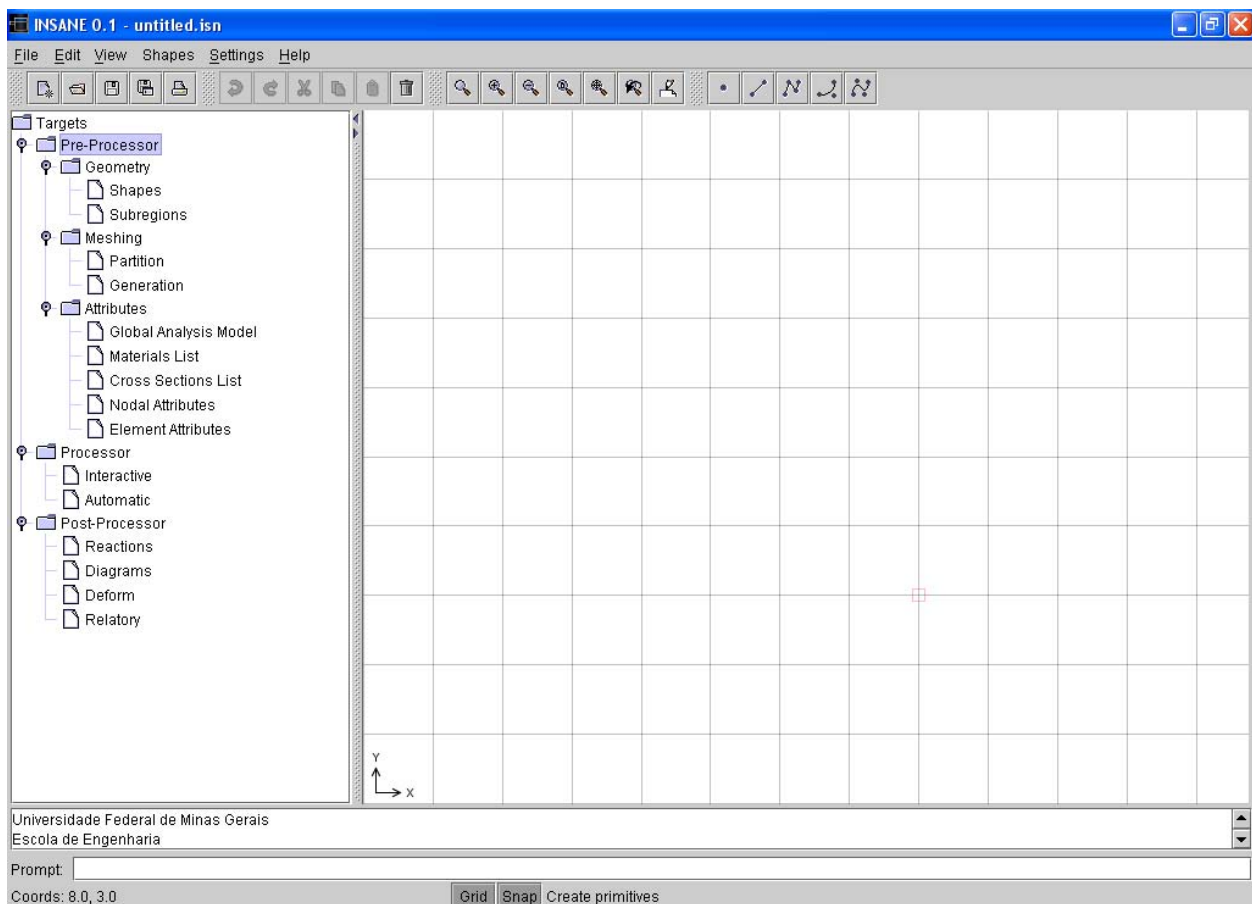 INSANE 0.1 - untitled.isn
File Edit View Shapes Settings Help
Targets
Pre-Processor
Geometry
Shapes
Subregions
Meshing
Partition
Generation
Attributes
Global Analysis Model
Materials List
Cross Sections List
Nodal Attributes
Element Attributes
Processor
Interactive
Automatic
Post-Processor
Reactions
Diagrams
Deform
Relatory
Y
X
Universidade Federal de Minas Gerais
Escola de Engenharia
Prompt:
Coords: 8.0, 3.0 Grid Snap Create primitives